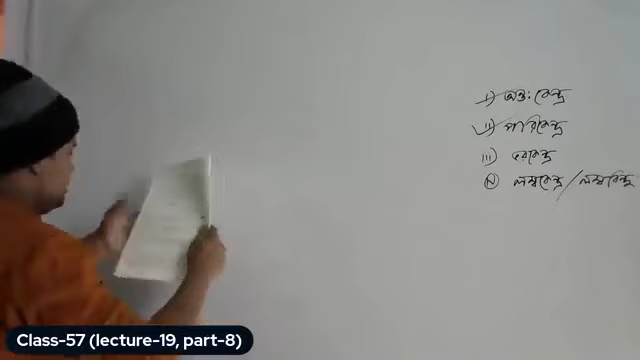 i) অন্তঃকেন্দ্র
ii) পরিকেন্দ্র
iii) ভরকেন্দ্র
iv) লম্বকেন্দ্র/লম্ববিন্দু
Class-57 (lecture-19, part-8)